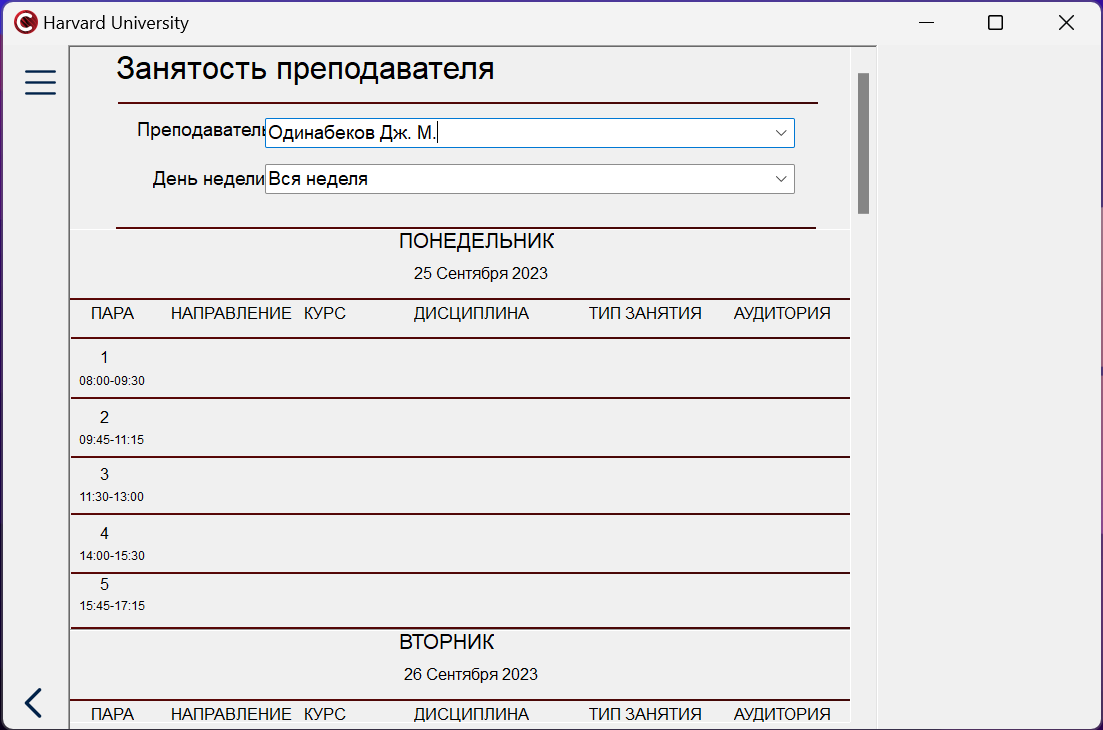 Harvard University
Занятость преподавателя
Преподаватель Одинабеков Дж. М.
День недели Вся неделя
ПОНЕДЕЛЬНИК
25 Сентября 2023
ПАРА НАПРАВЛЕНИЕ КУРС ДИСЦИПЛИНА ТИП ЗАНЯТИЯ АУДИТОРИЯ
1
08:00-09:30
2
09:45-11:15
3
11:30-13:00
4
14:00-15:30
5
15:45-17:15
ВТОРНИК
26 Сентября 2023
ПАРА НАПРАВЛЕНИЕ КУРС ДИСЦИПЛИНА ТИП ЗАНЯТИЯ АУДИТОРИЯ